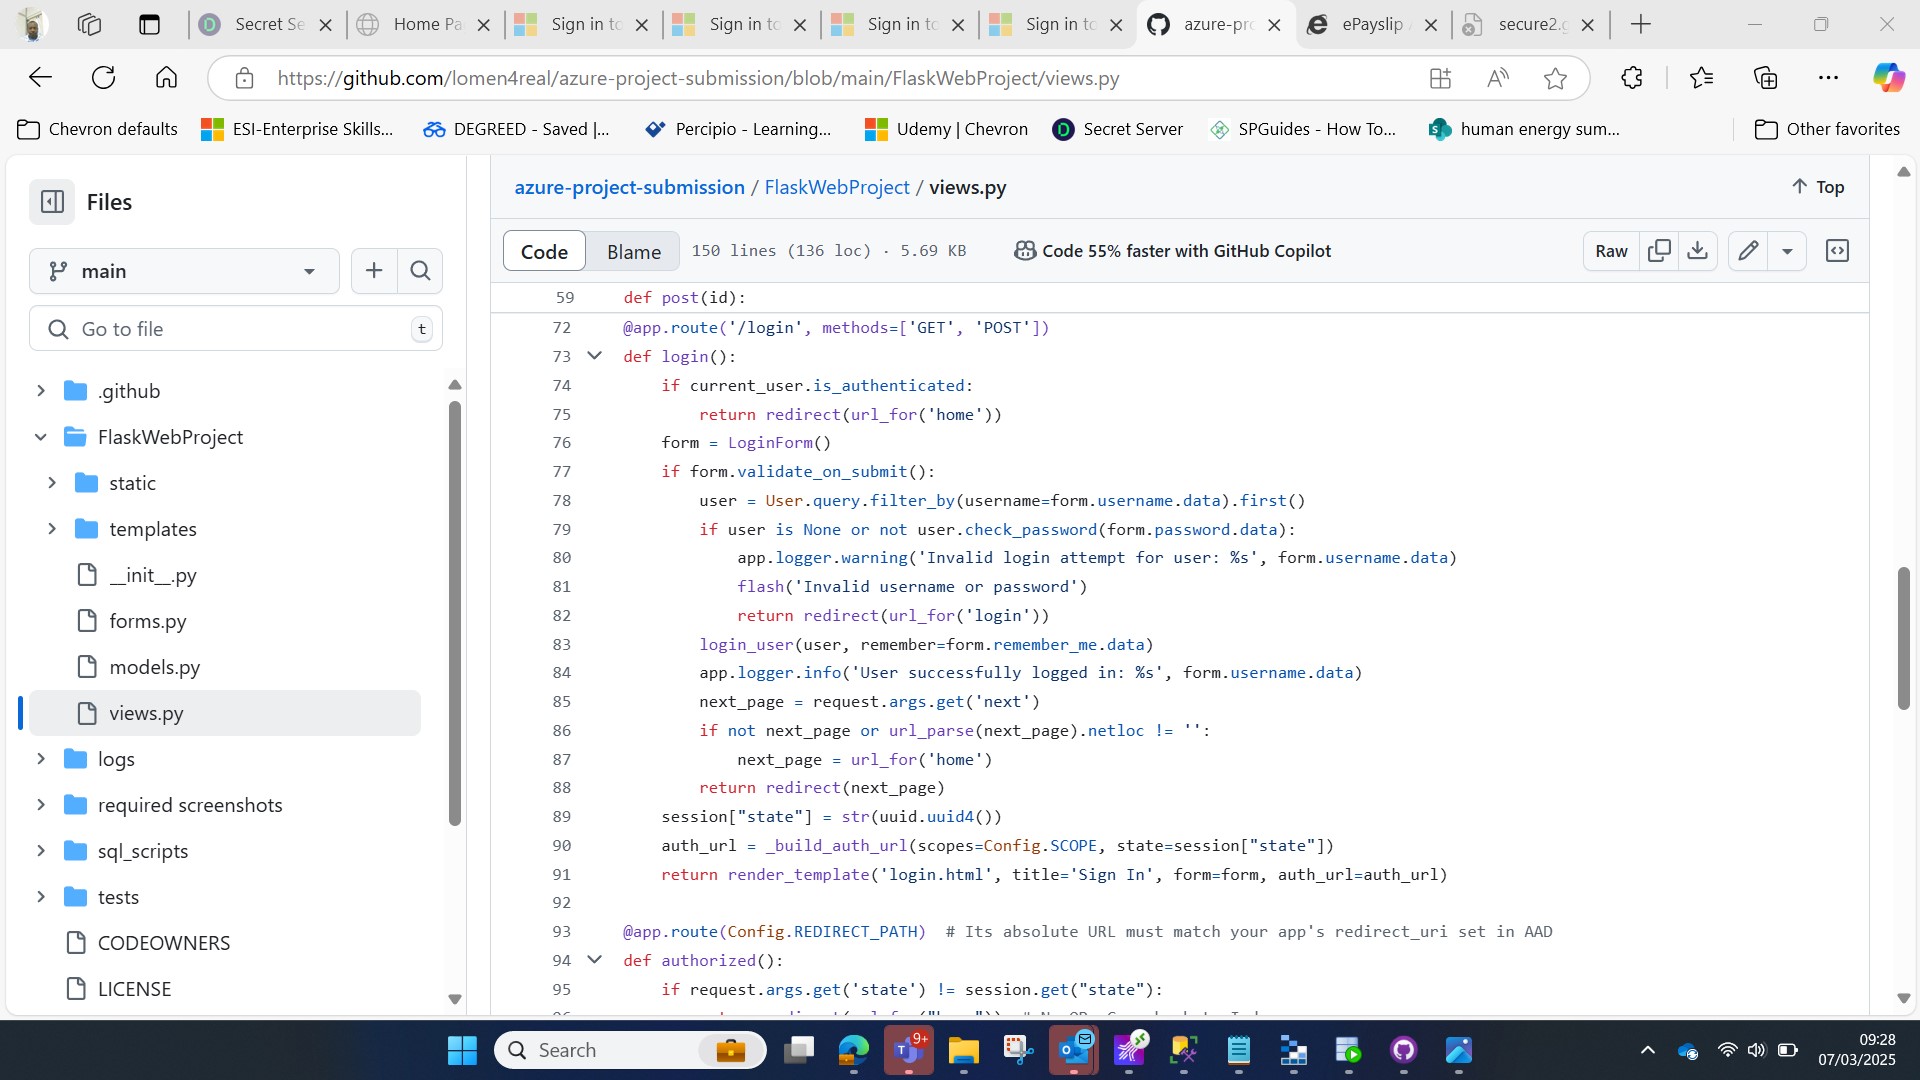 Secret Se
Home Pa
Sign in to
Sign in to
Sign in to
Sign in to
azure-pro
ePayslip
secure2.g
https://github.com/lomen4real/azure-project-submission/blob/main/FlaskWebProject/views.py
Chevron defaults
ESI-Enterprise Skills...
DEGREED - Saved |...
Percipio - Learning...
Udemy | Chevron
Secret Server
SPGuides - How To...
human energy sum...
Other favorites
Files
main
Go to file
t
.github
FlaskWebProject
static
templates
__init__.py
forms.py
models.py
views.py
logs
required screenshots
sql_scripts
tests
CODEOWNERS
LICENSE
azure-project-submission / FlaskWebProject / views.py
Top
Code
Blame
150 lines (136 loc) · 5.69 KB
Code 55% faster with GitHub Copilot
Raw
59 def post(id):
72 @app.route('/login', methods=['GET', 'POST'])
73 def login():
74 if current_user.is_authenticated:
75 return redirect(url_for('home'))
76 form = LoginForm()
77 if form.validate_on_submit():
78 user = User.query.filter_by(username=form.username.data).first()
79 if user is None or not user.check_password(form.password.data):
80 app.logger.warning('Invalid login attempt for user: %s', form.username.data)
81 flash('Invalid username or password')
82 return redirect(url_for('login'))
83 login_user(user, remember=form.remember_me.data)
84 app.logger.info('User successfully logged in: %s', form.username.data)
85 next_page = request.args.get('next')
86 if not next_page or url_parse(next_page).netloc != '':
87 next_page = url_for('home')
88 return redirect(next_page)
89 session["state"] = str(uuid.uuid4())
90 auth_url = _build_auth_url(scopes=Config.SCOPE, state=session["state"])
91 return render_template('login.html', title='Sign In', form=form, auth_url=auth_url)
92
93 @app.route(Config.REDIRECT_PATH) # Its absolute URL must match your app's redirect_uri set in AAD
94 def authorized():
95 if request.args.get('state') != session.get("state"):
Search
9+
09:28
07/03/2025